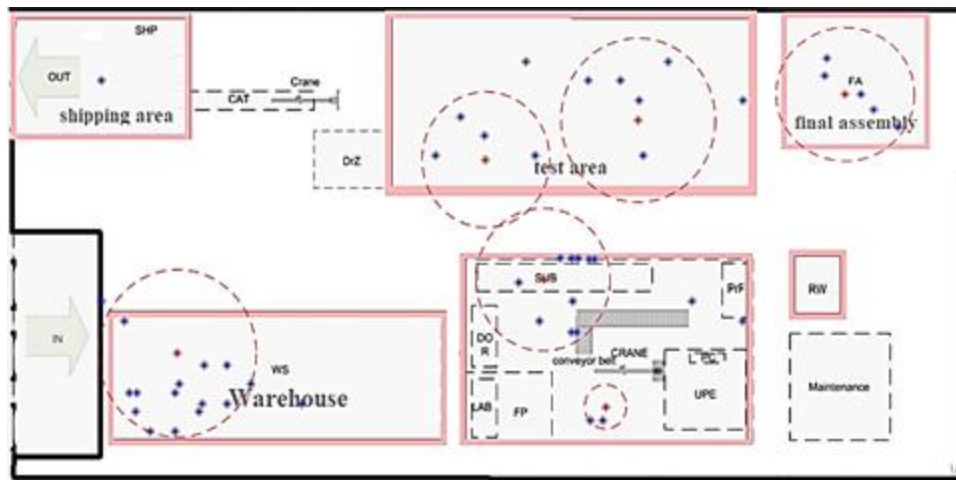 SHP
OUT
shipping area
Crane
CAT
DrZ
test area
FA
final assembly
IN
WS
Warehouse
SUB
PrF
DO
R
conveyor belt
CRANE
UPE
LAB
FP
RW
Maintenance